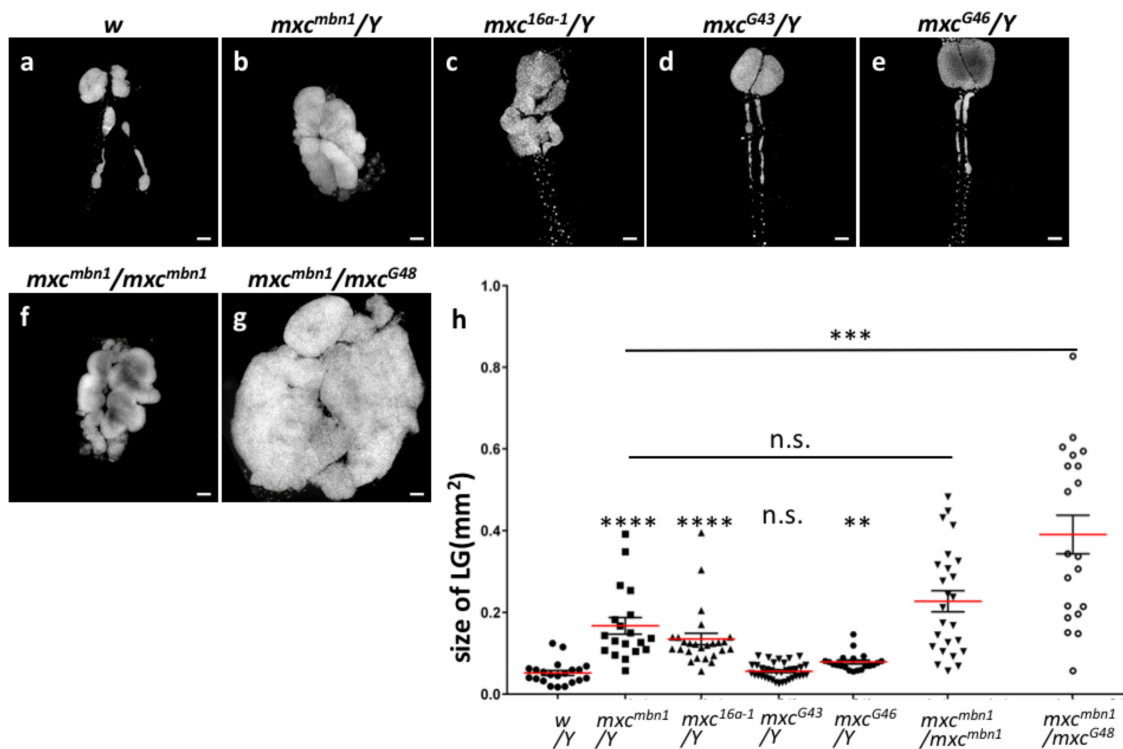 w mxc^mbn1/Y mxc^16a-1/Y mxc^G43/Y mxc^G46/Y
a b c d e
mxc^mbn1/mxc^mbn1 mxc^mbn1/mxc^G48
f g h
1.0
***
0.8
n.s.
0.6
n.s.
**** **** **
0.4
0.2
0.0
size of LG(mm²)
w mxc^mbn1 mxc^16a-1 mxc^G43 mxc^G46 mxc^mbn1 mxc^mbn1
/Y /Y /Y /Y /Y /mxc^mbn1 /mxc^G48